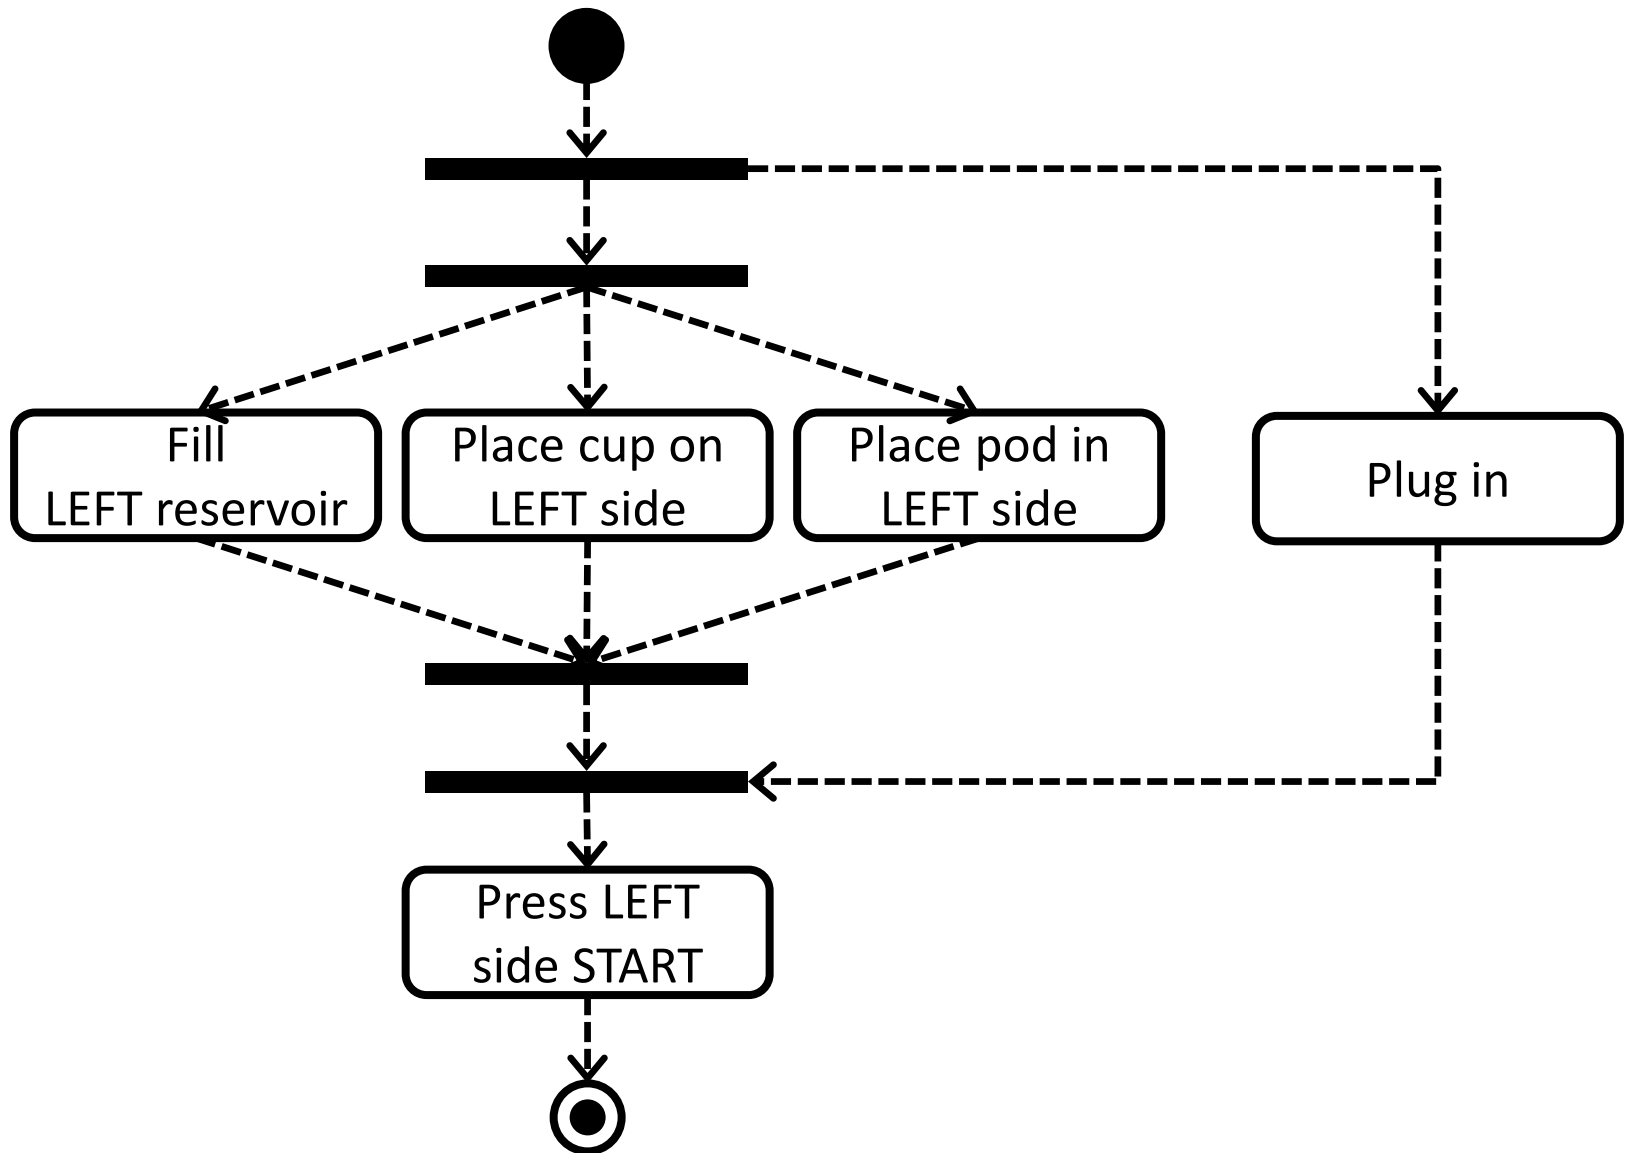 Fill
LEFT reservoir
Place cup on
LEFT side
Place pod in
LEFT side
Plug in
Press LEFT
side START